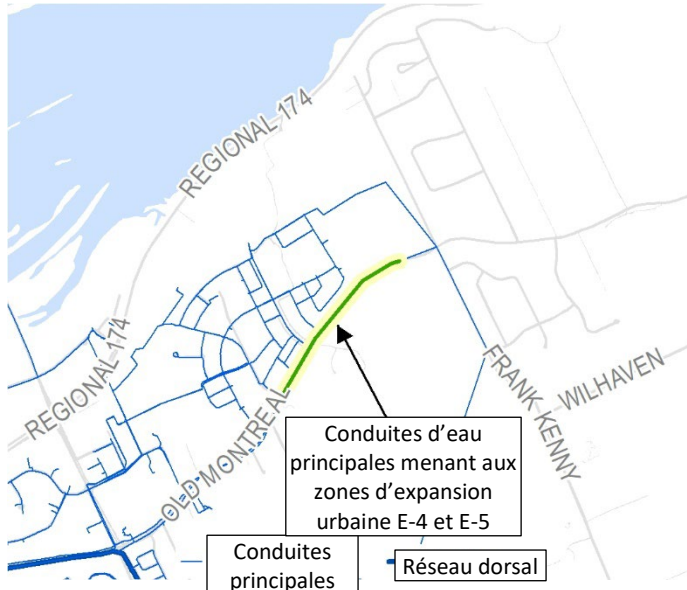 REGIONAL 174
REGIONAL 174
OLD MONTREAL
FRANK KENNY
WILHAVEN
Conduites d’eau
principales menant aux
zones d’expansion
urbaine E-4 et E-5
Conduites
principales
Réseau dorsal